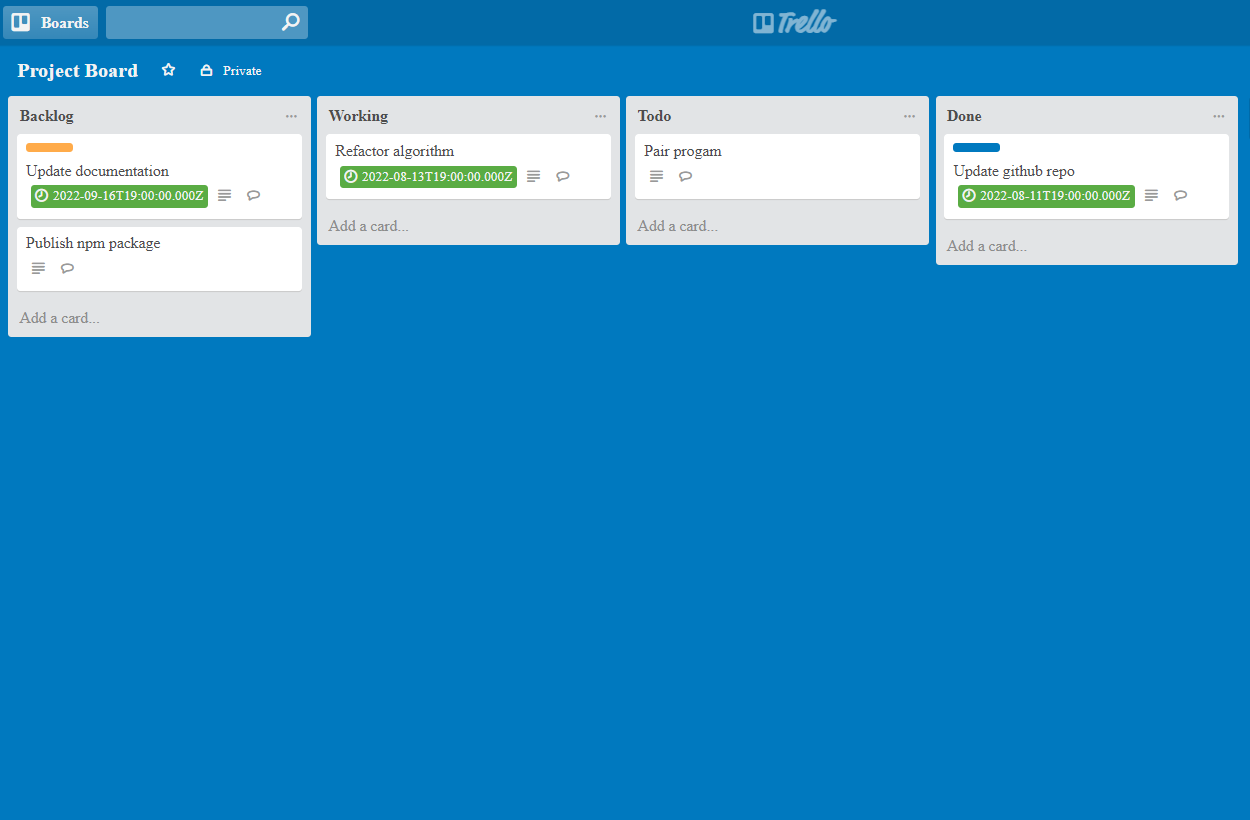 Boards
Trello
Project Board
Private
Backlog
Update documentation
2022-09-16T19:00:00.000Z
Publish npm package
Add a card...
Working
Refactor algorithm
2022-08-13T19:00:00.000Z
Add a card...
Todo
Pair progam
Add a card...
Done
Update github repo
2022-08-11T19:00:00.000Z
Add a card...